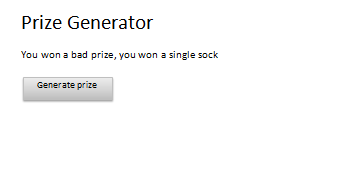 Prize Generator
You won a bad prize, you won a single sock
Generate prize